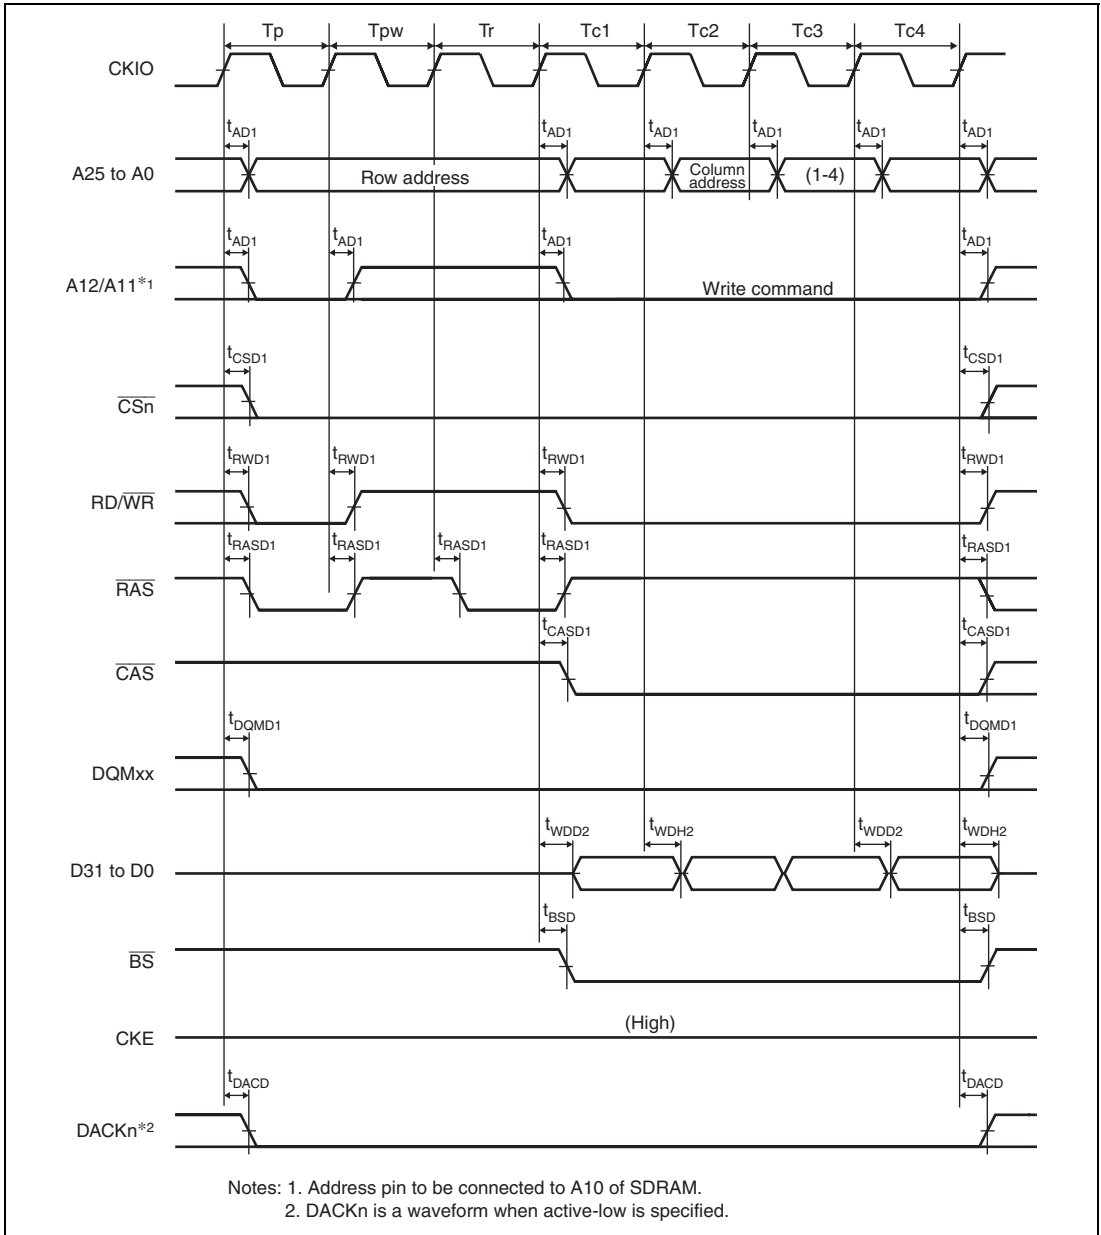 Tp Tpw Tr Tc1 Tc2 Tc3 Tc4
CKIO
tAD1 tAD1 tAD1 tAD1 tAD1 tAD1
A25 to A0 Row address Column address (1-4)
tAD1 tAD1 tAD1 tAD1
A12/A11*1 Write command
tCSD1 tCSD1
CSn
tRWD1 tRWD1 tRWD1 tRWD1
RD/WR
tRASD1 tRASD1 tRASD1 tRASD1 tRASD1
RAS
tCASD1 tCASD1
CAS
tDQMD1 tDQMD1
DQMxx
tWDD2 tWDH2 tWDD2 tWDH2
D31 to D0
tBSD tBSD
BS
(High)
CKE
tDACD tDACD
DACKn*2
Notes: 1. Address pin to be connected to A10 of SDRAM.
2. DACKn is a waveform when active-low is specified.